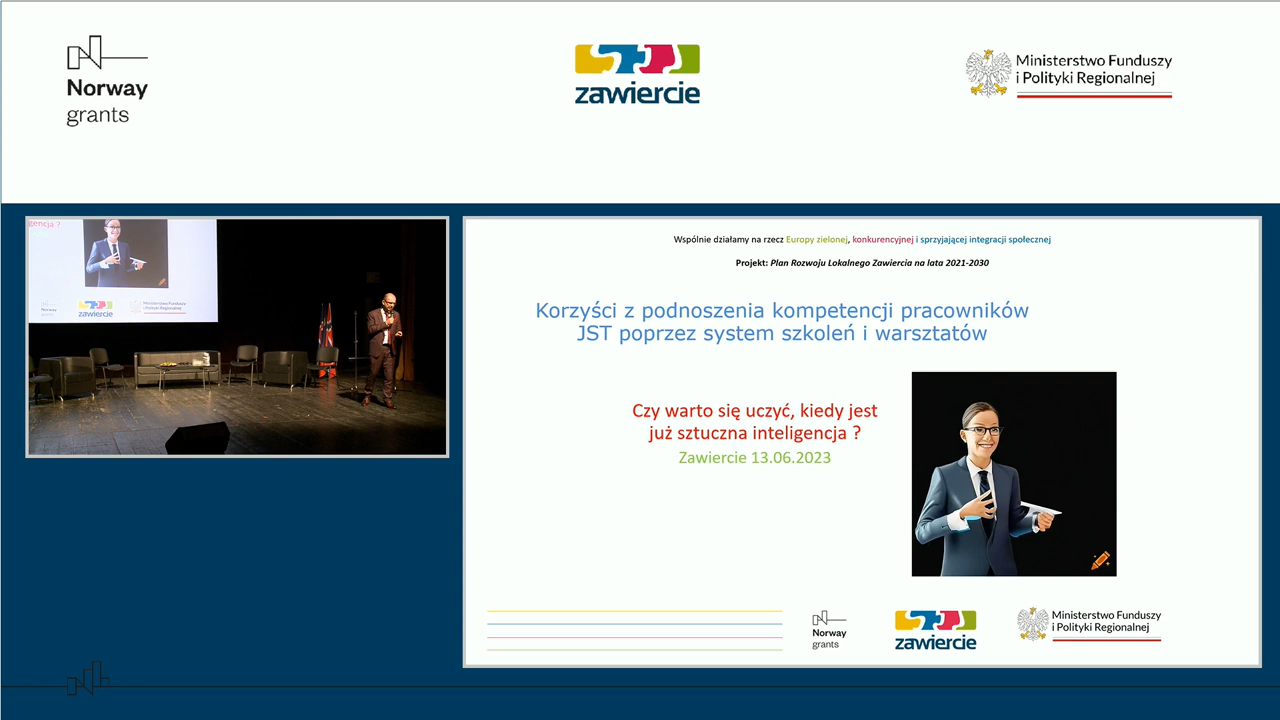 Norway
grants
zawiercie
Ministerstwo Funduszy
i Polityki Regionalnej
gencja ?
zawiercie
Wspólnie działamy na rzecz Europy zielonej, konkurencyjnej i sprzyjającej integracji społecznej
Projekt: Plan Rozwoju Lokalnego Zawiercia na lata 2021-2030
Korzyści z podnoszenia kompetencji pracowników
JST poprzez system szkoleń i warsztatów
Czy warto się uczyć, kiedy jest
już sztuczna inteligencja ?
Zawiercie 13.06.2023
Norway
grants
zawiercie
Ministerstwo Funduszy
i Polityki Regionalnej